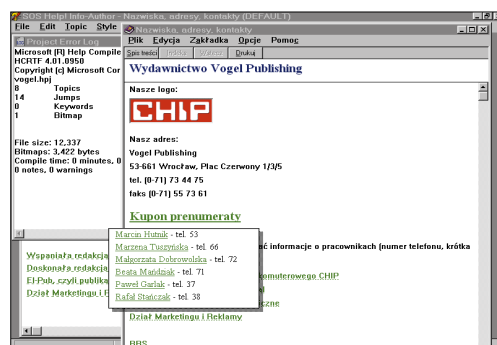 SOS Help! Info-Author - Nazwiska, adresy, kontakty (DEFAULT)
File Edit Topic Style
Project Error Log
Microsoft (R) Help Compile
HCRTF 4.01.0950
Copyright (c) Microsoft Cor
vogel.hpj
8 Topics
14 Jumps
0 Keywords
1 Bitmap
File size: 12,337
Bitmaps: 3,422 bytes
Compile time: 0 minutes, 0
0 notes, 0 warnings
Wspaniała redakcja
Doskonała redakcja
El-Pub, czyli publika
Dział Marketingu i F
Nazwiska, adresy, kontakty
Plik Edycja Zakładka Opcje Pomoc
Spis treści Indeks Wstecz Drukuj
Wydawnictwo Vogel Publishing
Nasze logo:
CHIP
Nasz adres:
Vogel Publishing
53-661 Wrocław, Plac Czerwony 1/3/5
tel. (0-71) 73 44 75
faks (0-71) 55 73 61
Kupon prenumeraty
ć informacje o pracownikach (numer telefonu, krótka
Marcin Hutnik - tel. 53
Marzena Tuszyńska - tel. 66
Małgorzata Dobrowolska - tel. 72
Beata Mańdziak - tel. 71
Paweł Garlak - tel. 37
Rafał Stańczak - tel. 38
omuterowego CHIP
czne
Dział Marketingu i Reklamy
BBS